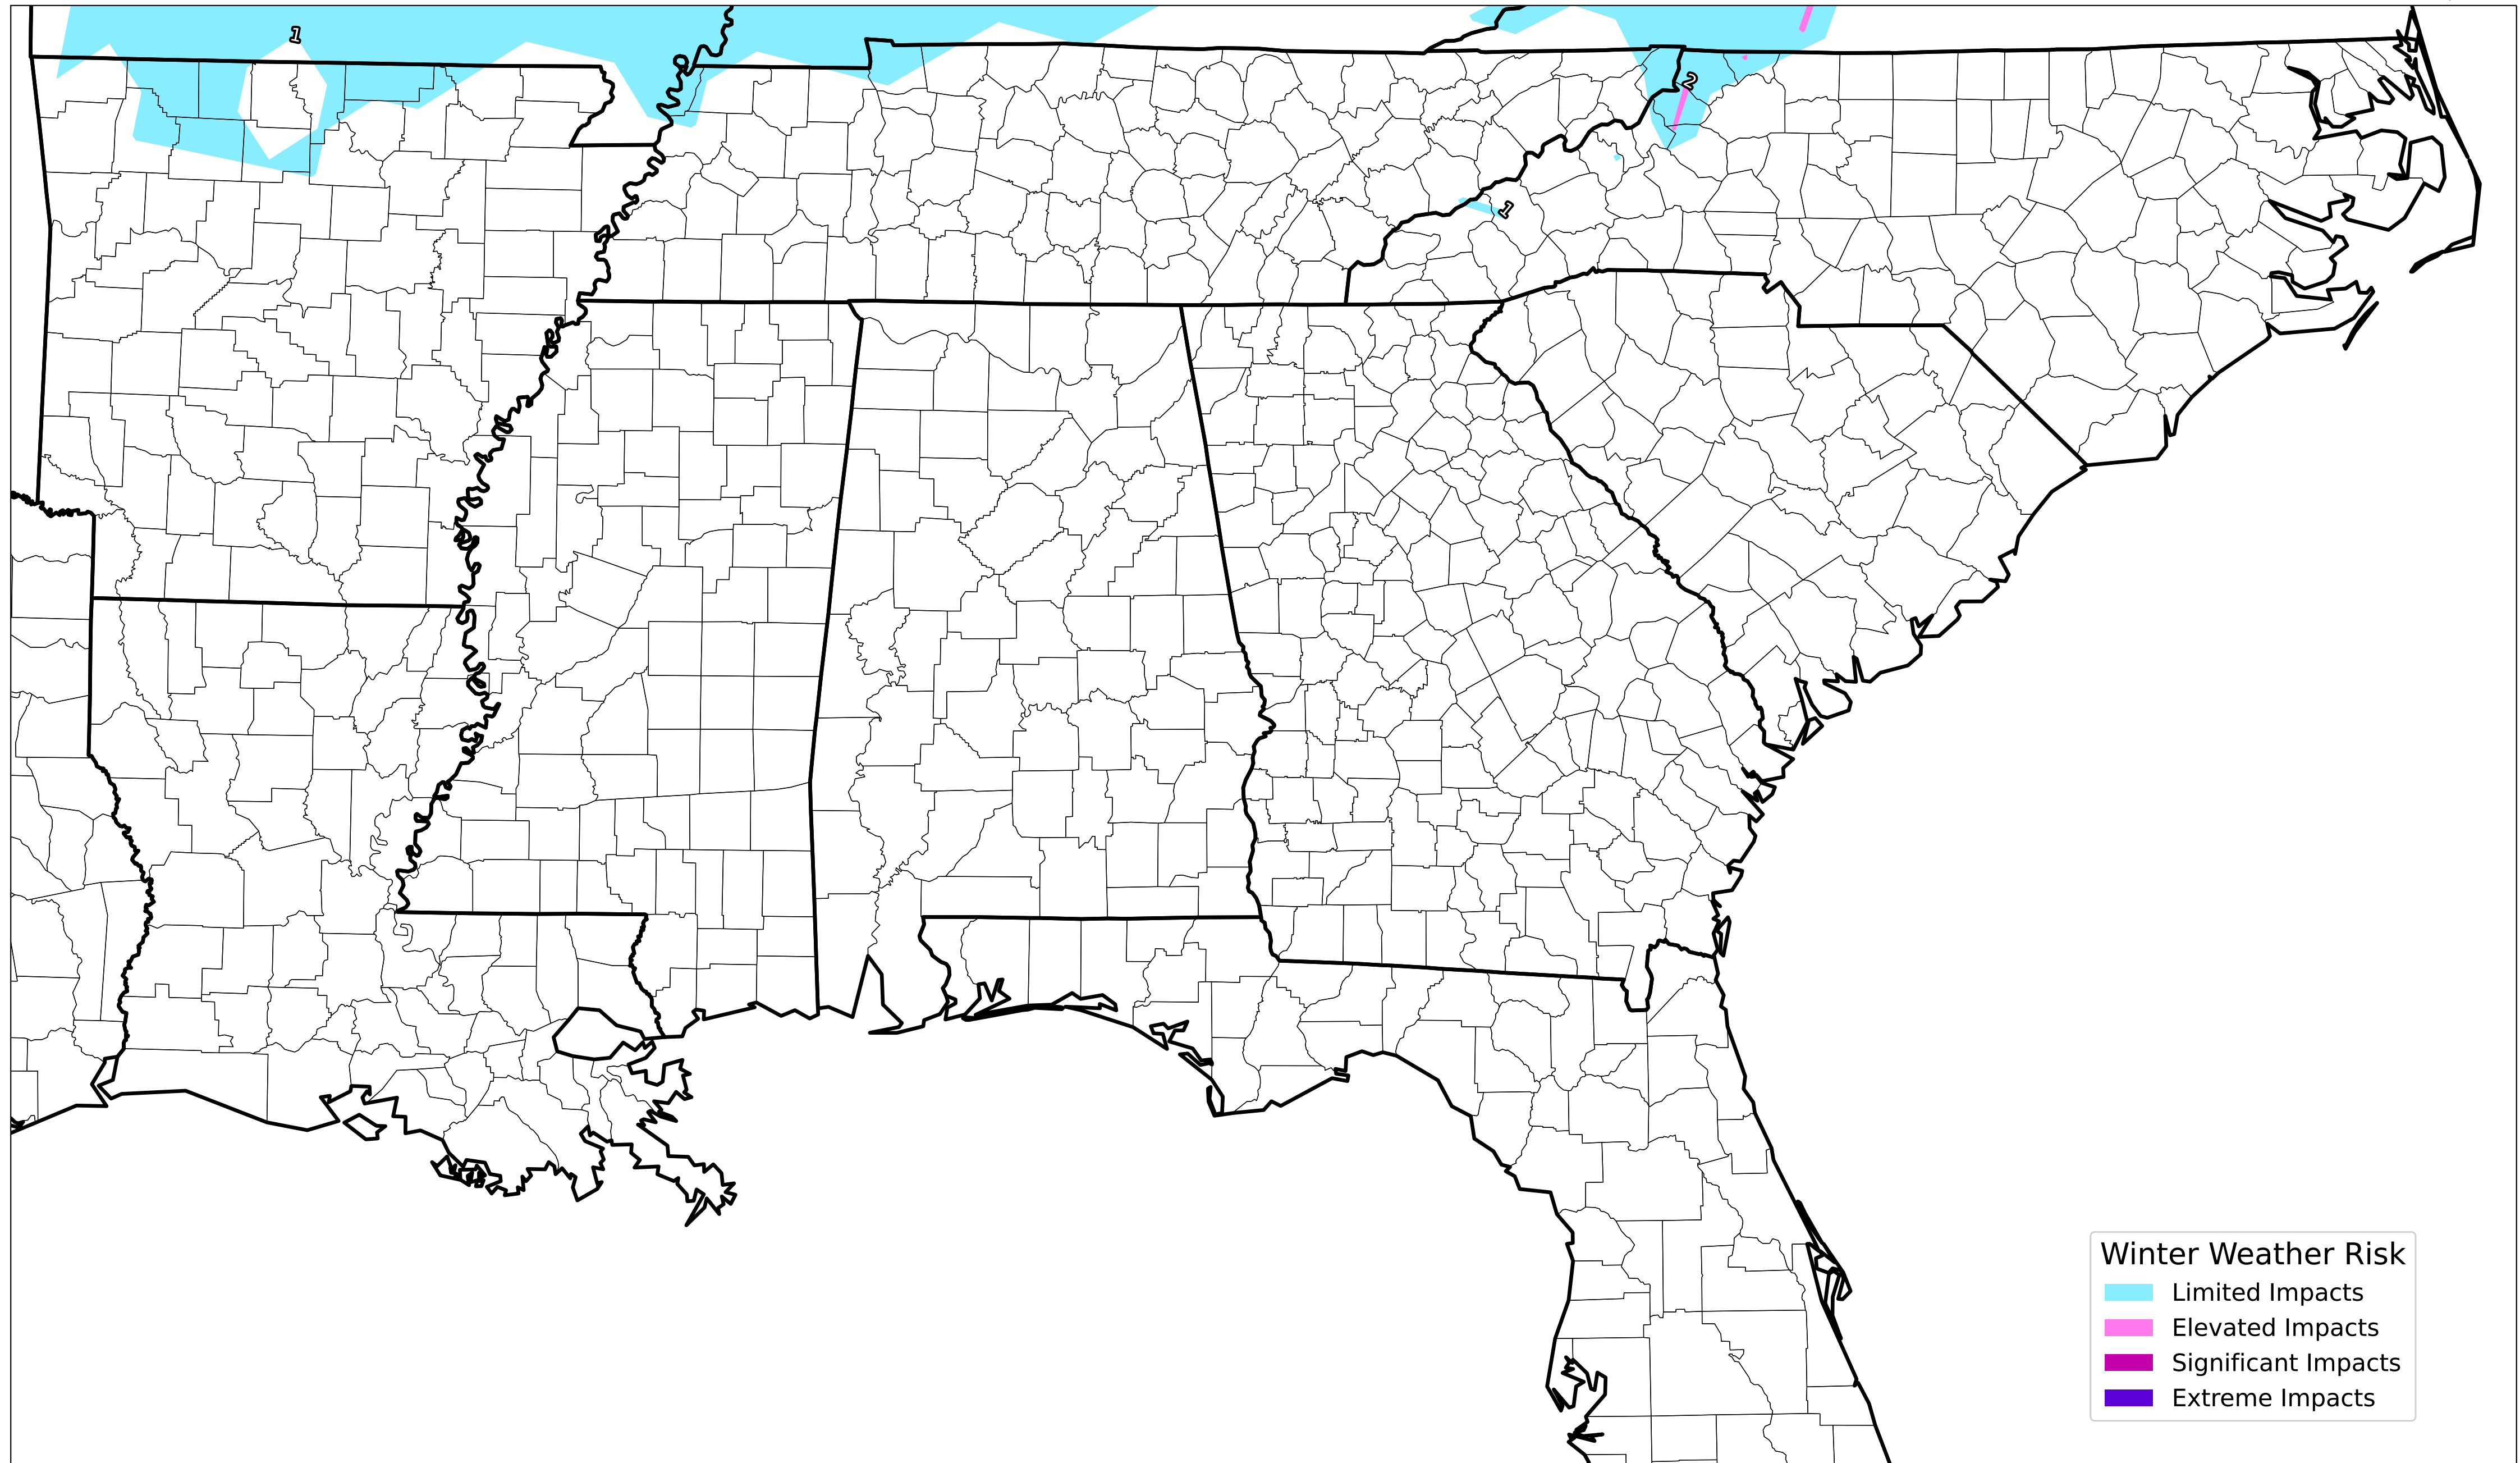 1
2
1
Winter Weather Risk
Limited Impacts
Elevated Impacts
Significant Impacts
Extreme Impacts